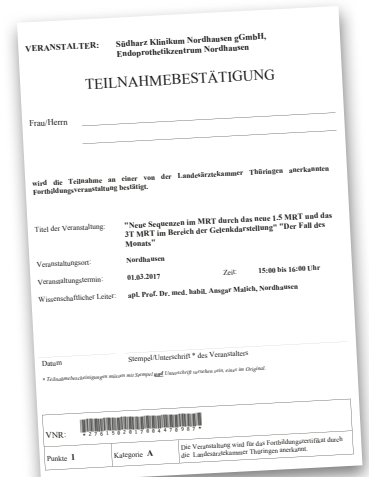 VERANSTALTER: Südharz Klinikum Nordhausen gGmbH,
Endoprothetikzentrum Nordhausen
TEILNAHMEBESTÄTIGUNG
Frau/Herrn
wird die Teilnahme an einer von der Landesärztekammer Thüringen anerkannten
Fortbildungsveranstaltung bestätigt.
Titel der Veranstaltung: "Neue Sequenzen im MRT durch das neue 1.5 MRT und das
3T MRT im Bereich der Gelenkdarstellung" "Der Fall des
Monats"
Veranstaltungsort: Nordhausen
Veranstaltungstermin: 01.03.2017 Zeit: 15:00 bis 16:00 Uhr
Wissenschaftlicher Leiter: apl. Prof. Dr. med. habil. Ansgar Malich, Nordhausen
Datum Stempel/Unterschrift * des Veranstalters
* Teilnahmebescheinigungen müssen mit Stempel und Unterschrift versehen sein, eines im Original.
VNR:
Punkte 1 Kategorie A Die Veranstaltung wird für das Fortbildungszertifikat durch
die Landesärztekammer Thüringen anerkannt.